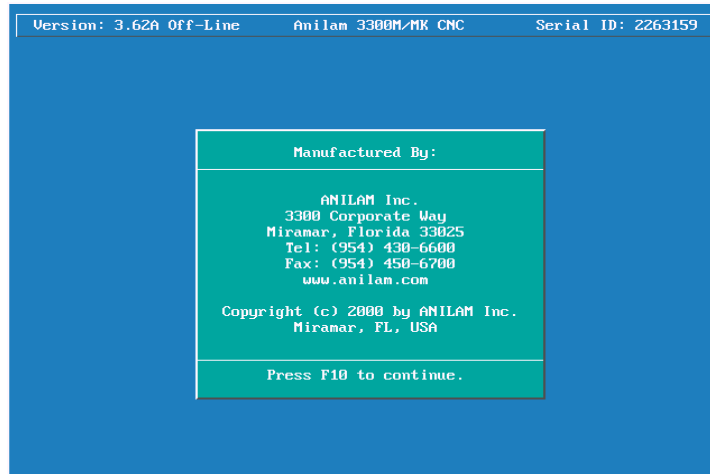 Version: 3.62A Off-Line Anilam 3300M/MK CNC Serial ID: 2263159
Manufactured By:
ANILAM Inc.
3300 Corporate Way
Miramar, Florida 33025
Tel: (954) 430-6600
Fax: (954) 450-6700
www.anilam.com
Copyright (c) 2000 by ANILAM Inc.
Miramar, FL, USA
Press F10 to continue.